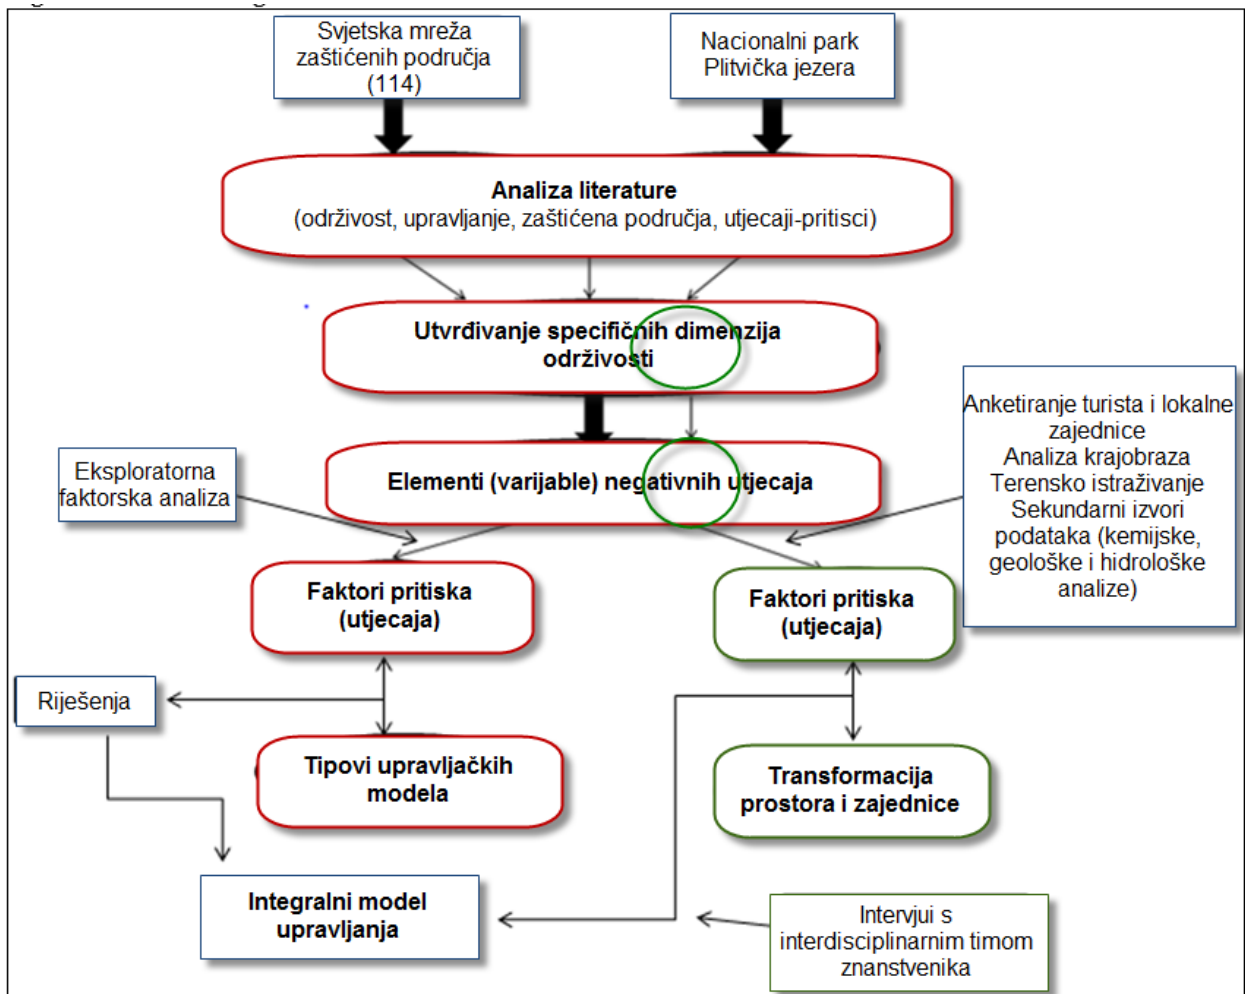 Svjetska mreža
zaštićenih područja
(114)
Nacionalni park
Plitvička jezera
Analiza literature
(održivost, upravljanje, zaštićena područja, utjecaji-pritisci)
Utvrđivanje specifičnih dimenzija
održivosti
Anketiranje turista i lokalne
zajednice
Analiza krajobraza
Terensko istraživanje
Sekundarni izvori
podataka (kemijske,
geološke i hidrološke
analize)
Eksploratorna
faktorska analiza
Elementi (varijable) negativnih utjecaja
Faktori pritiska
(utjecaja)
Faktori pritiska
(utjecaja)
Riješenja
Tipovi upravljačkih
modela
Transformacija
prostora i zajednice
Integralni model
upravljanja
Intervjui s
interdisciplinarnim timom
znanstvenika